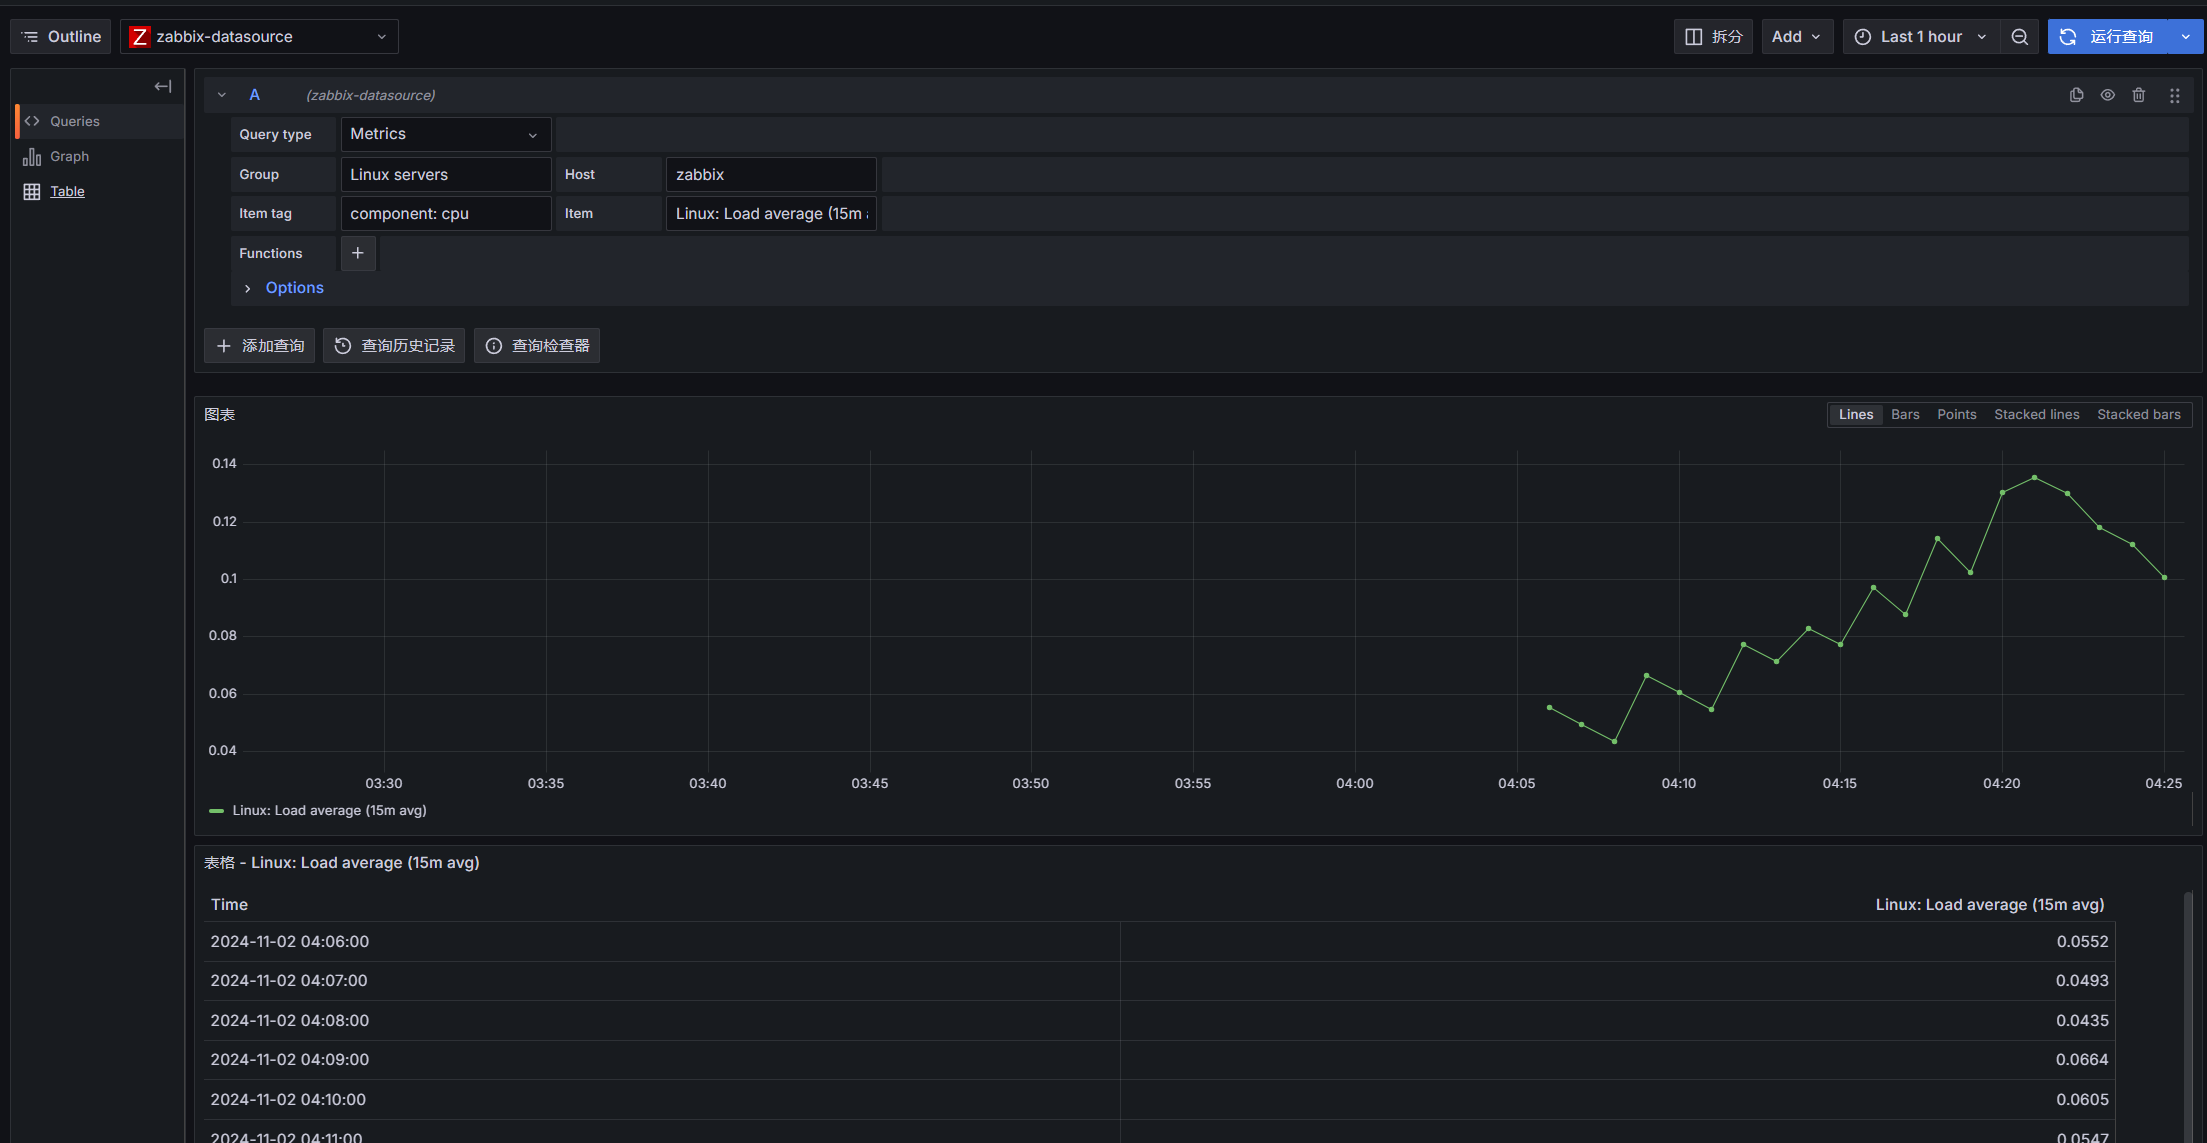 Outline zabbix-datasource 拆分 Add Last 1 hour 运行查询
Queries
Graph
Table
A (zabbix-datasource)
Query type Metrics
Group Linux servers Host zabbix
Item tag component: cpu Item Linux: Load average (15m a
Functions
Options
添加查询 查询历史记录 查询检查器
图表 Lines Bars Points Stacked lines Stacked bars
0.14
0.12
0.1
0.08
0.06
0.04
03:30 03:35 03:40 03:45 03:50 03:55 04:00 04:05 04:10 04:15 04:20 04:25
Linux: Load average (15m avg)
表格 - Linux: Load average (15m avg)
Time Linux: Load average (15m avg)
2024-11-02 04:06:00 0.0552
2024-11-02 04:07:00 0.0493
2024-11-02 04:08:00 0.0435
2024-11-02 04:09:00 0.0664
2024-11-02 04:10:00 0.0605
2024-11-02 04:11:00 0.0547